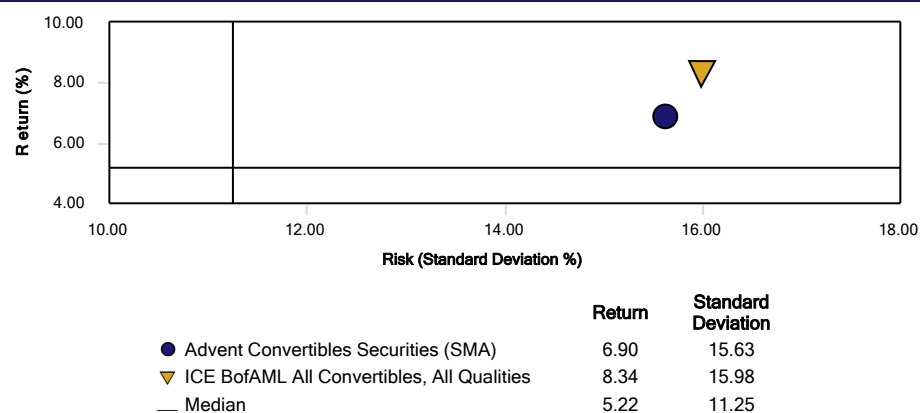 10.00
8.00
6.00
4.00
Return (%)
10.00 12.00 14.00 16.00 18.00
Risk (Standard Deviation %)
Return Standard Deviation
Advent Convertibles Securities (SMA) 6.90 15.63
ICE BofAML All Convertibles, All Qualities 8.34 15.98
Median 5.22 11.25